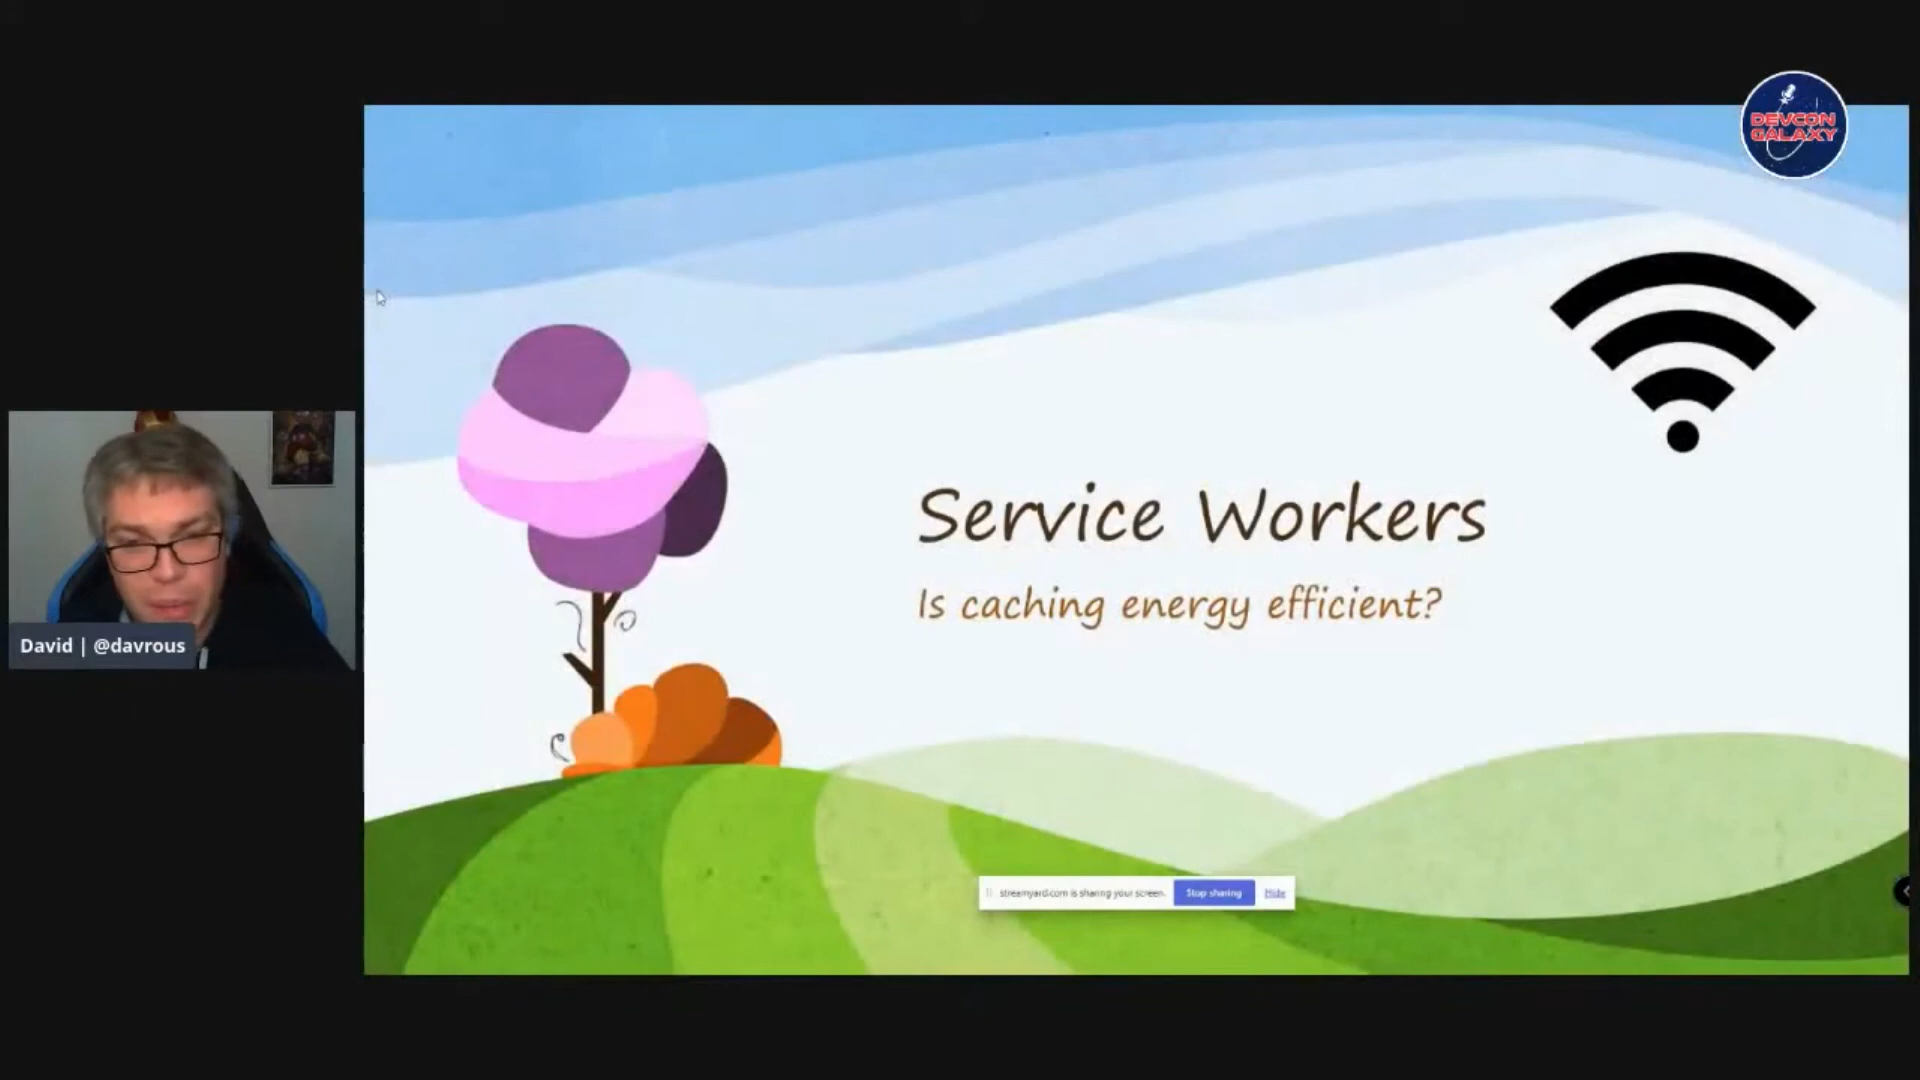 DEVCON
GALAXY
Service Workers
Is caching energy efficient?
David | @davrous
streamyard.com is sharing your screen.
Stop sharing
Hide